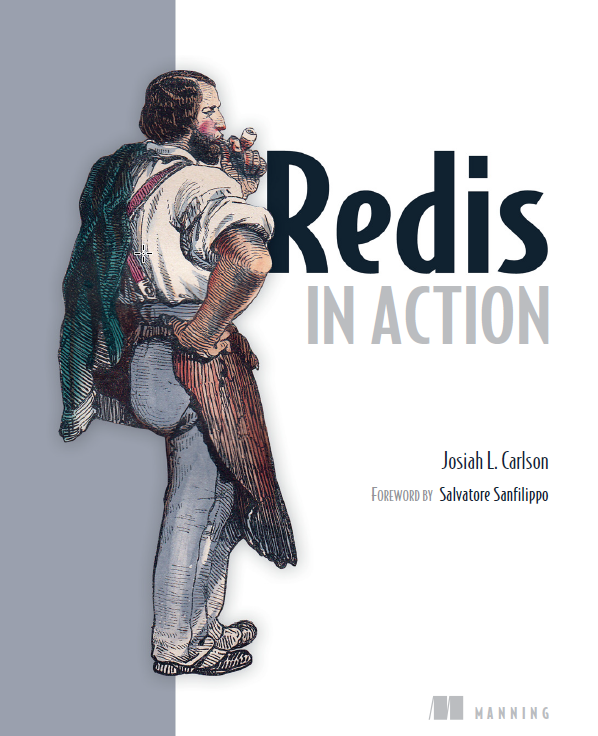 Redis
IN ACTION
Josiah L. Carlson
FOREWORD BY Salvatore Sanfilippo
MANNING